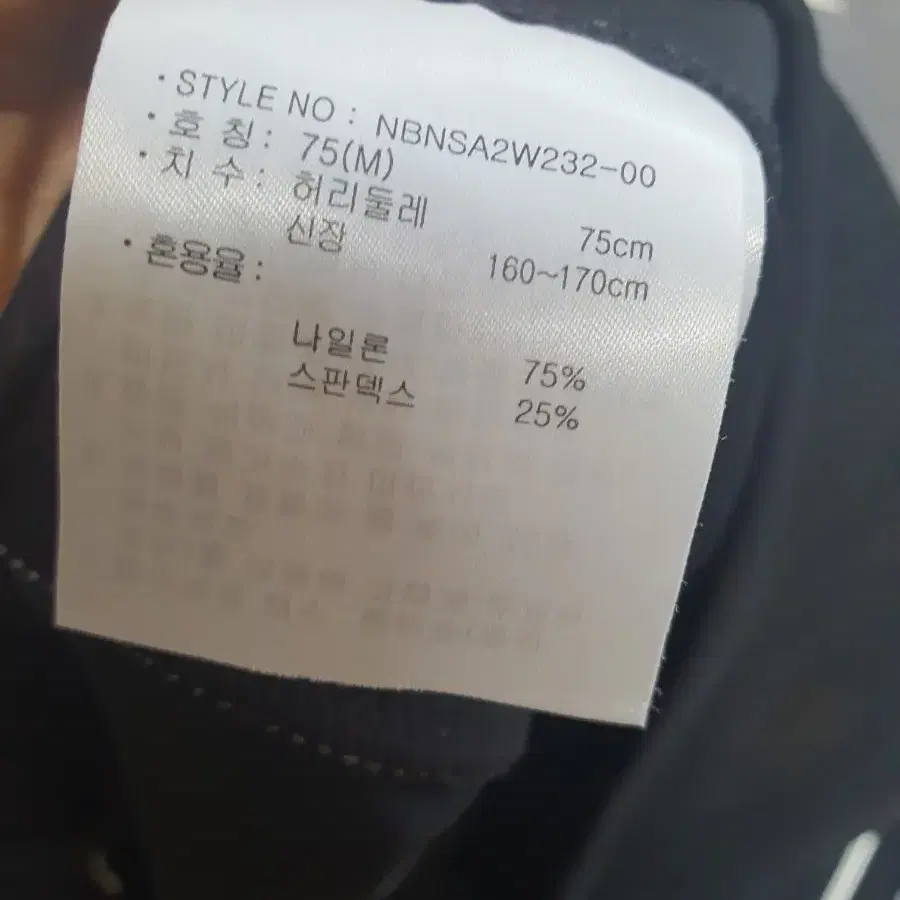 · STYLE NO : NBNSA2W232-00
· 호 칭 : 75(M)
· 치 수 : 허리둘레 75cm
신장 160~170cm
· 혼용율 :
나일론 75%
스판덱스 25%